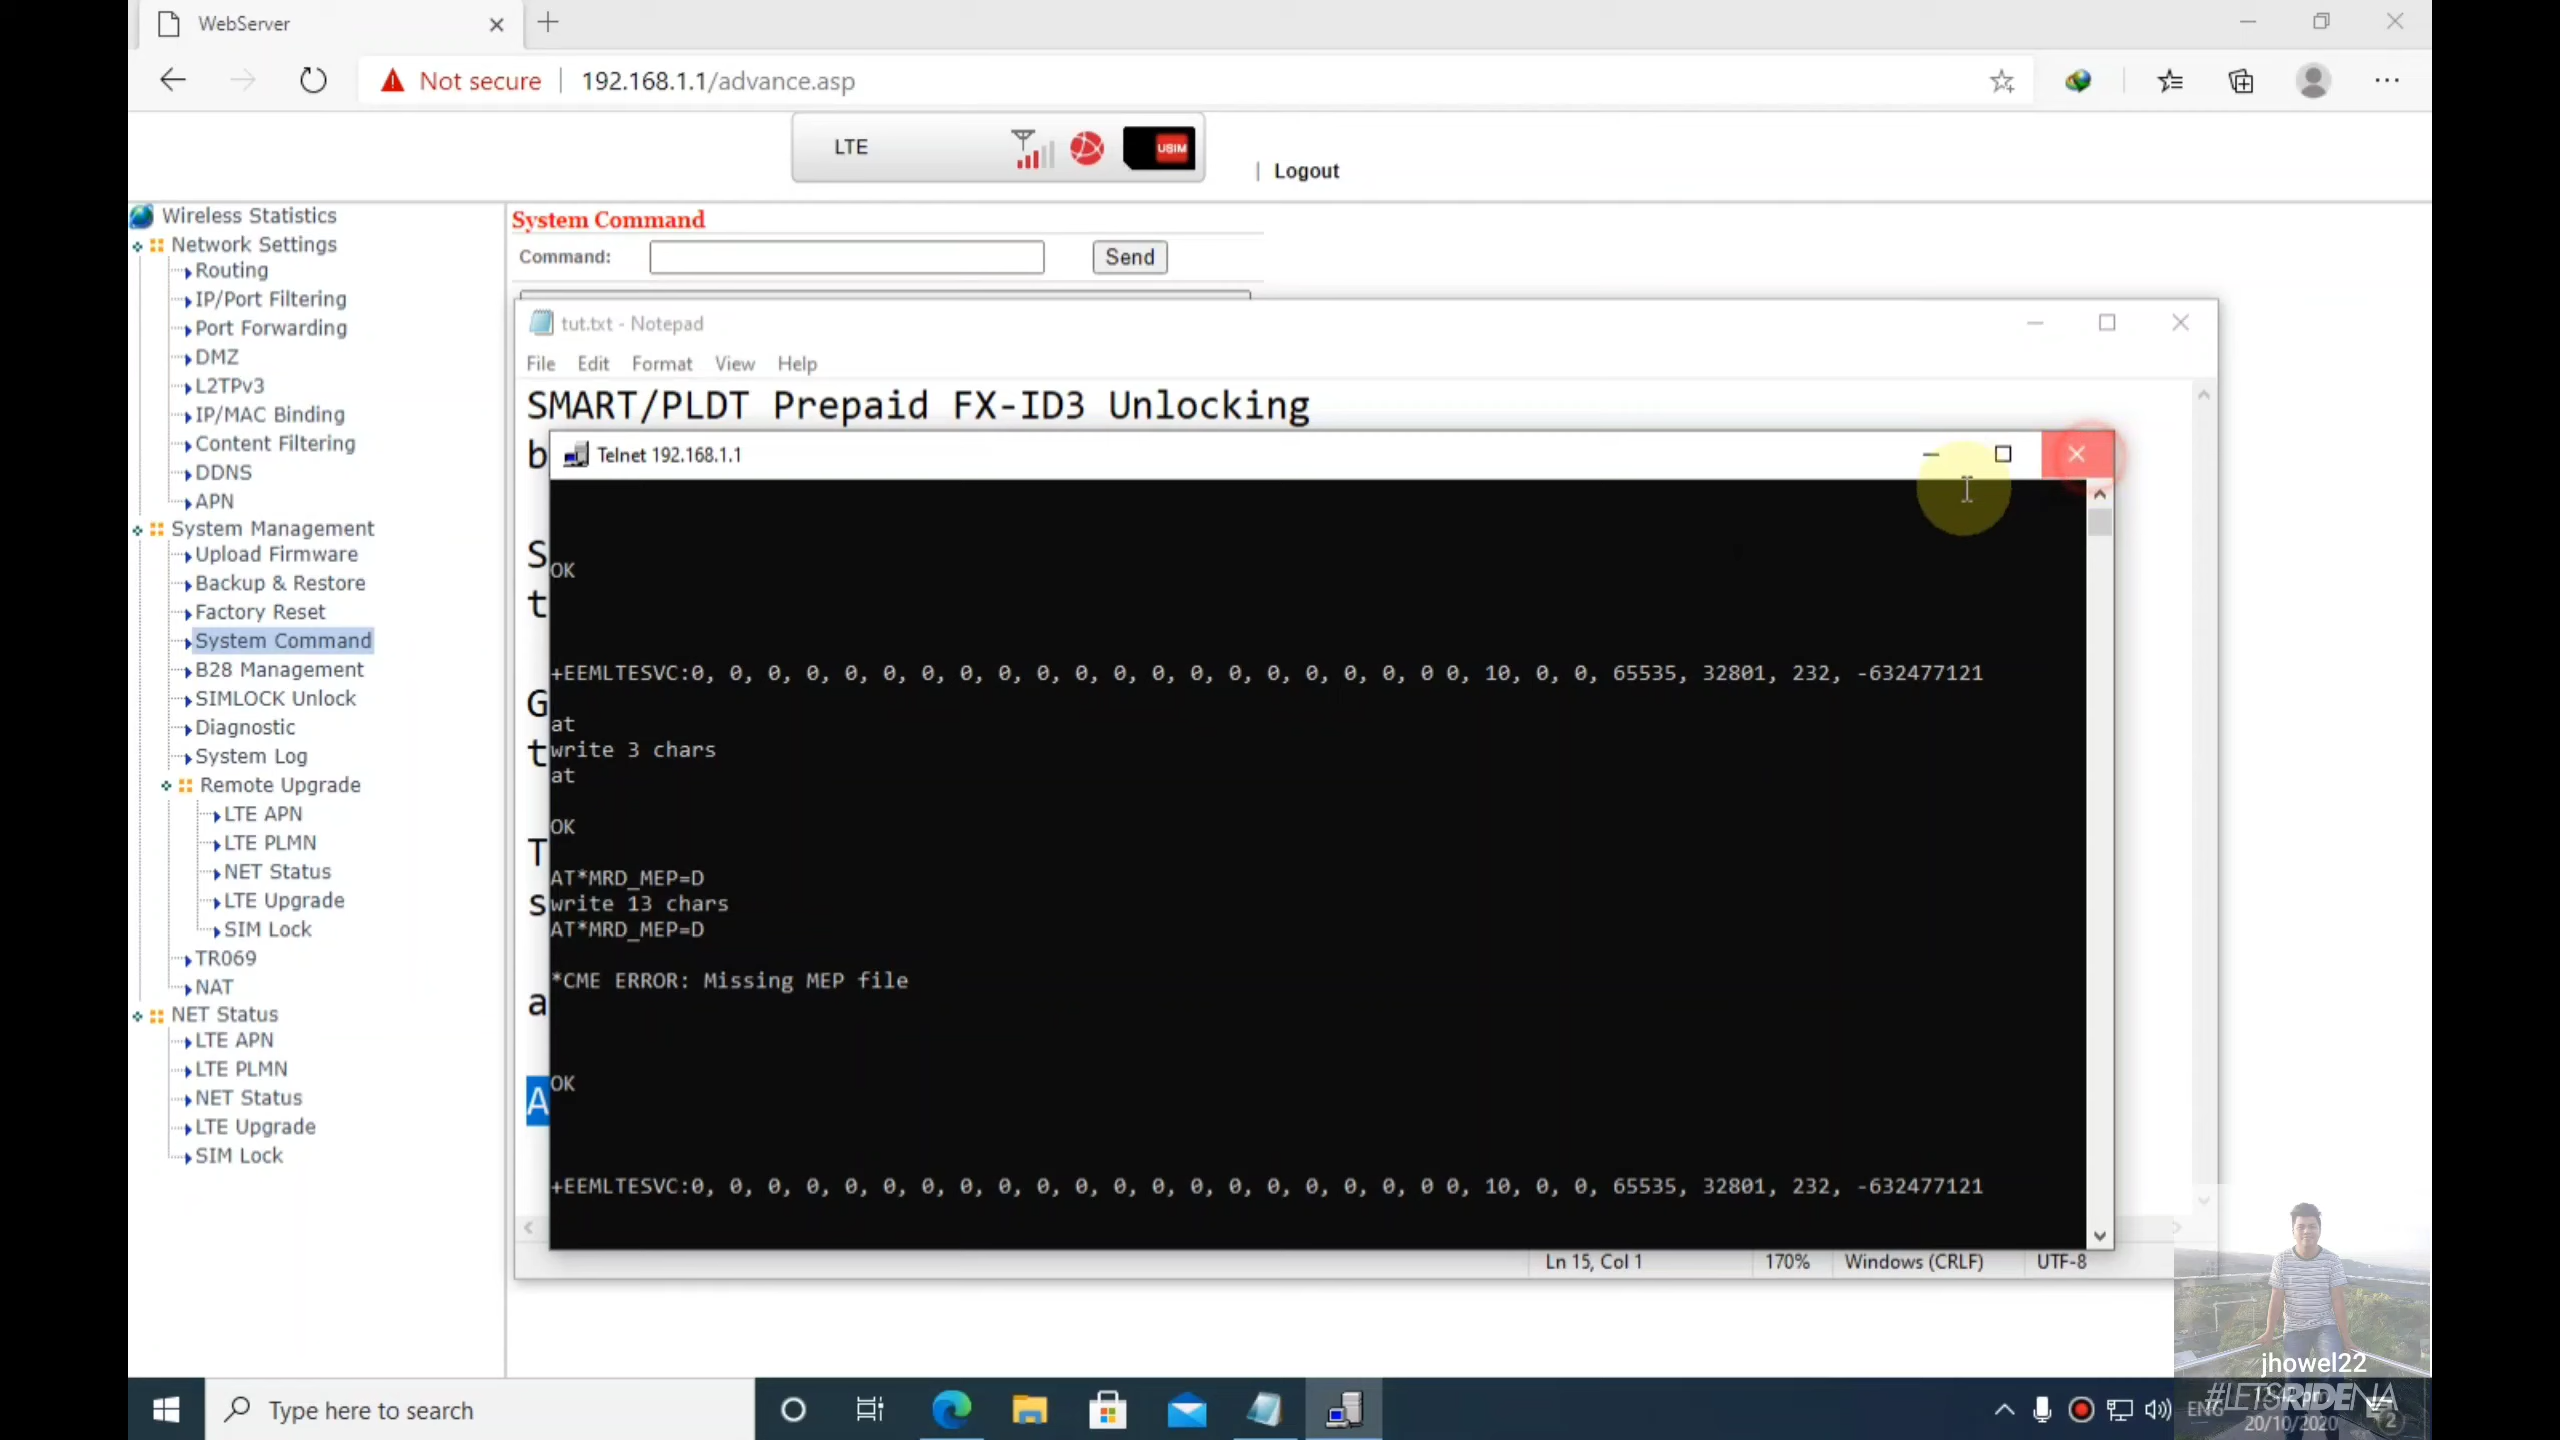 WebServer
Not secure
192.168.1.1/advance.asp
LTE
USIM
| Logout
Wireless Statistics
Network Settings
Routing
IP/Port Filtering
Port Forwarding
DMZ
L2TPv3
IP/MAC Binding
Content Filtering
DDNS
APN
System Management
Upload Firmware
Backup & Restore
Factory Reset
System Command
B28 Management
SIMLOCK Unlock
Diagnostic
System Log
Remote Upgrade
LTE APN
LTE PLMN
NET Status
LTE Upgrade
SIM Lock
TR069
NAT
NET Status
LTE APN
LTE PLMN
NET Status
LTE Upgrade
SIM Lock
System Command
Command:
Send
tut.txt - Notepad
File Edit Format View Help
SMART/PLDT Prepaid FX-ID3 Unlocking
b
S
t
G
t
T
s
a
A
Telnet 192.168.1.1
OK
+EEMLTESVC:0, 0, 0, 0, 0, 0, 0, 0, 0, 0, 0, 0, 0, 0, 0, 0, 0, 0, 0, 0 0, 10, 0, 0, 65535, 32801, 232, -632477121
at
write 3 chars
at
OK
AT*MRD_MEP=D
write 13 chars
AT*MRD_MEP=D
*CME ERROR: Missing MEP file
OK
+EEMLTESVC:0, 0, 0, 0, 0, 0, 0, 0, 0, 0, 0, 0, 0, 0, 0, 0, 0, 0, 0, 0 0, 10, 0, 0, 65535, 32801, 232, -632477121
Ln 15, Col 1
170%
Windows (CRLF)
UTF-8
jhowel22
#LETSRIDENA
Type here to search
ENG
20/10/2020
2